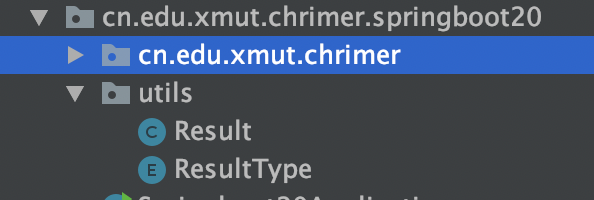 cn.edu.xmut.chrimer.springboot20
cn.edu.xmut.chrimer
utils
C Result
E ResultType